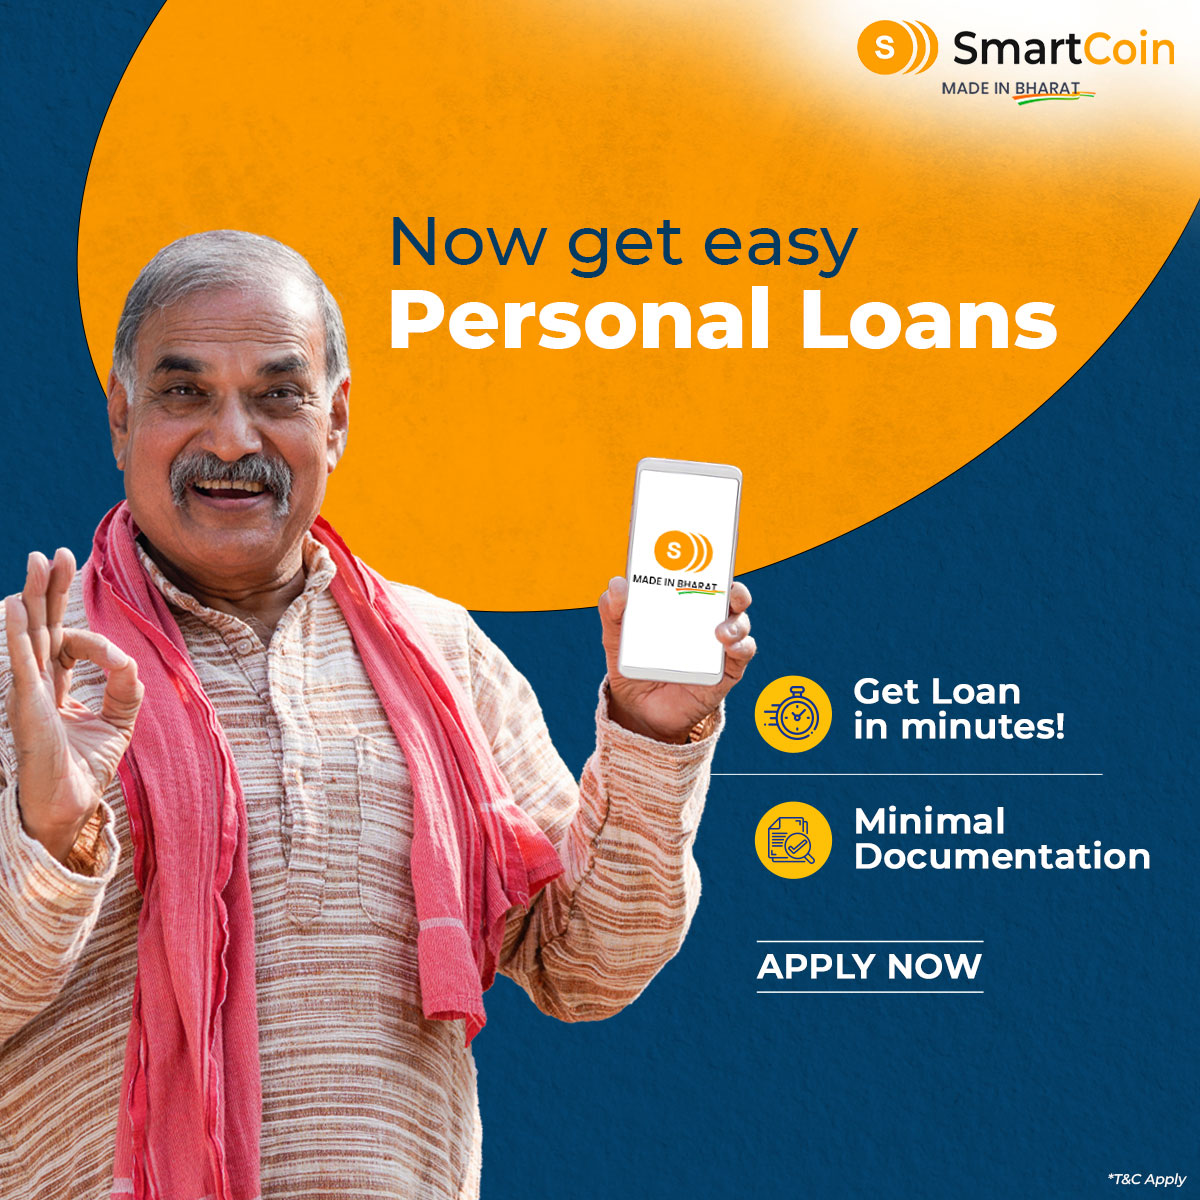 S SmartCoin
MADE IN BHARAT
Now get easy
Personal Loans
S
MADE IN BHARAT
Get Loan
in minutes!
Minimal
Documentation
APPLY NOW
*T&C Apply